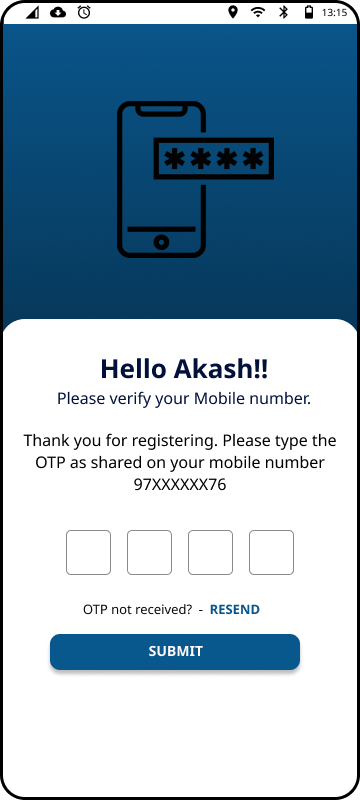 13:15
****
Hello Akash!!
Please verify your Mobile number.
Thank you for registering. Please type the
OTP as shared on your mobile number
97XXXXXX76
OTP not received? - RESEND
SUBMIT